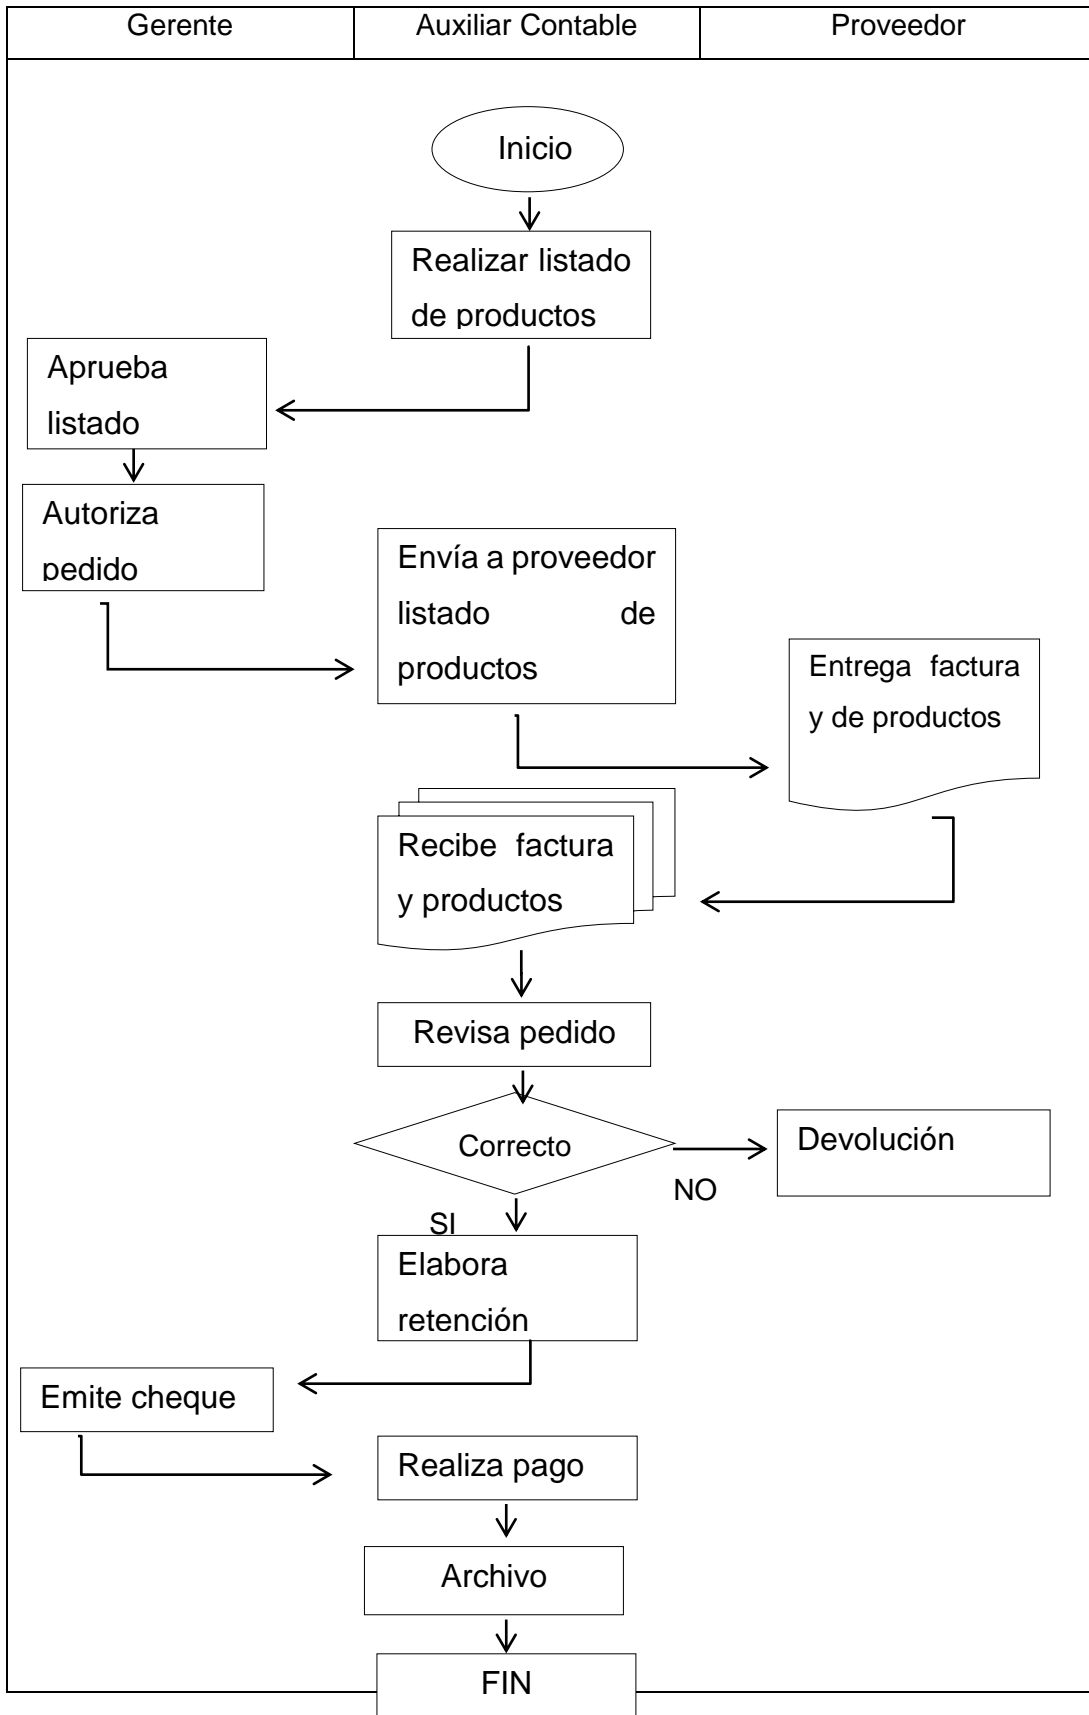 Gerente
Auxiliar Contable
Proveedor
Inicio
Realizar listado
de productos
Aprueba
listado
Autoriza
pedido
Envía a proveedor
listado de
productos
Entrega factura
y de productos
Recibe factura
y productos
Revisa pedido
Correcto
NO
Devolución
SI
Elabora
retención
Emite cheque
Realiza pago
Archivo
FIN